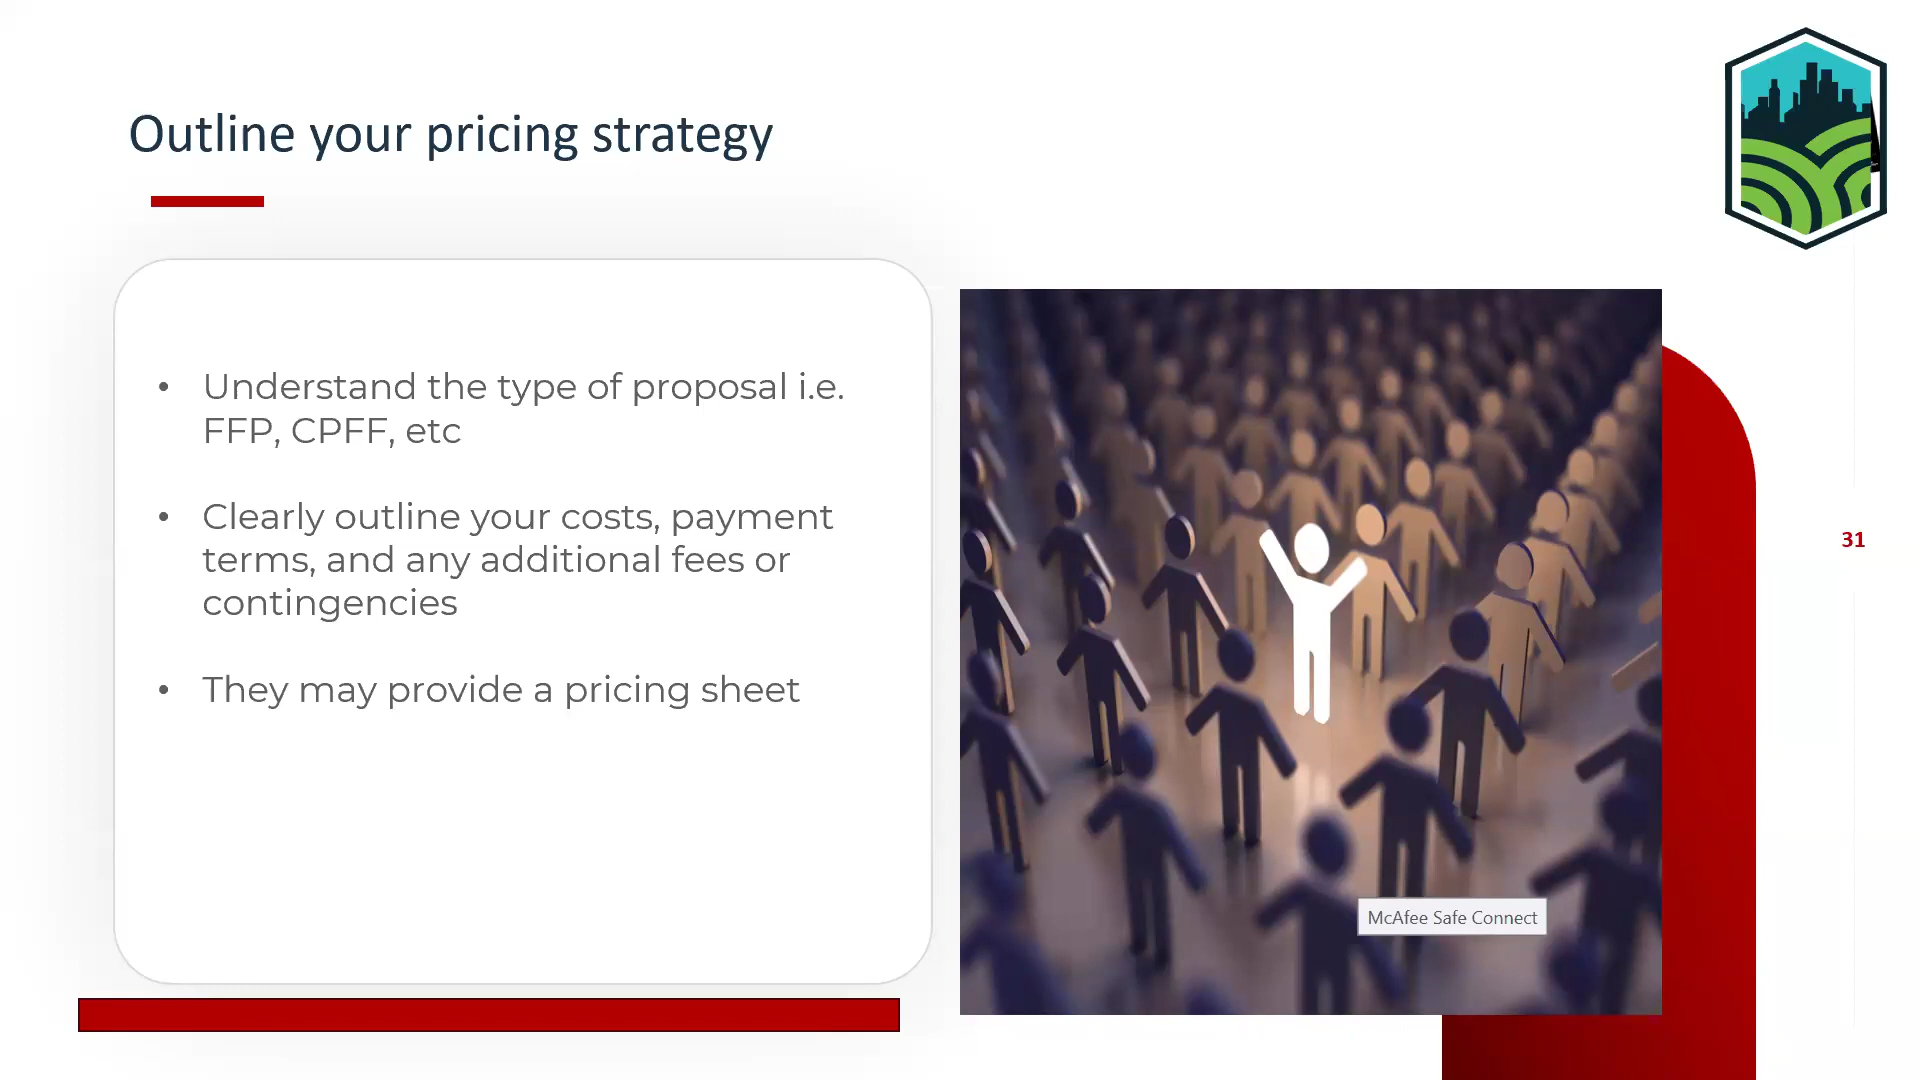 Outline your pricing strategy
• Understand the type of proposal i.e.
FFP, CPFF, etc
• Clearly outline your costs, payment
terms, and any additional fees or
contingencies
• They may provide a pricing sheet
31
McAfee Safe Connect